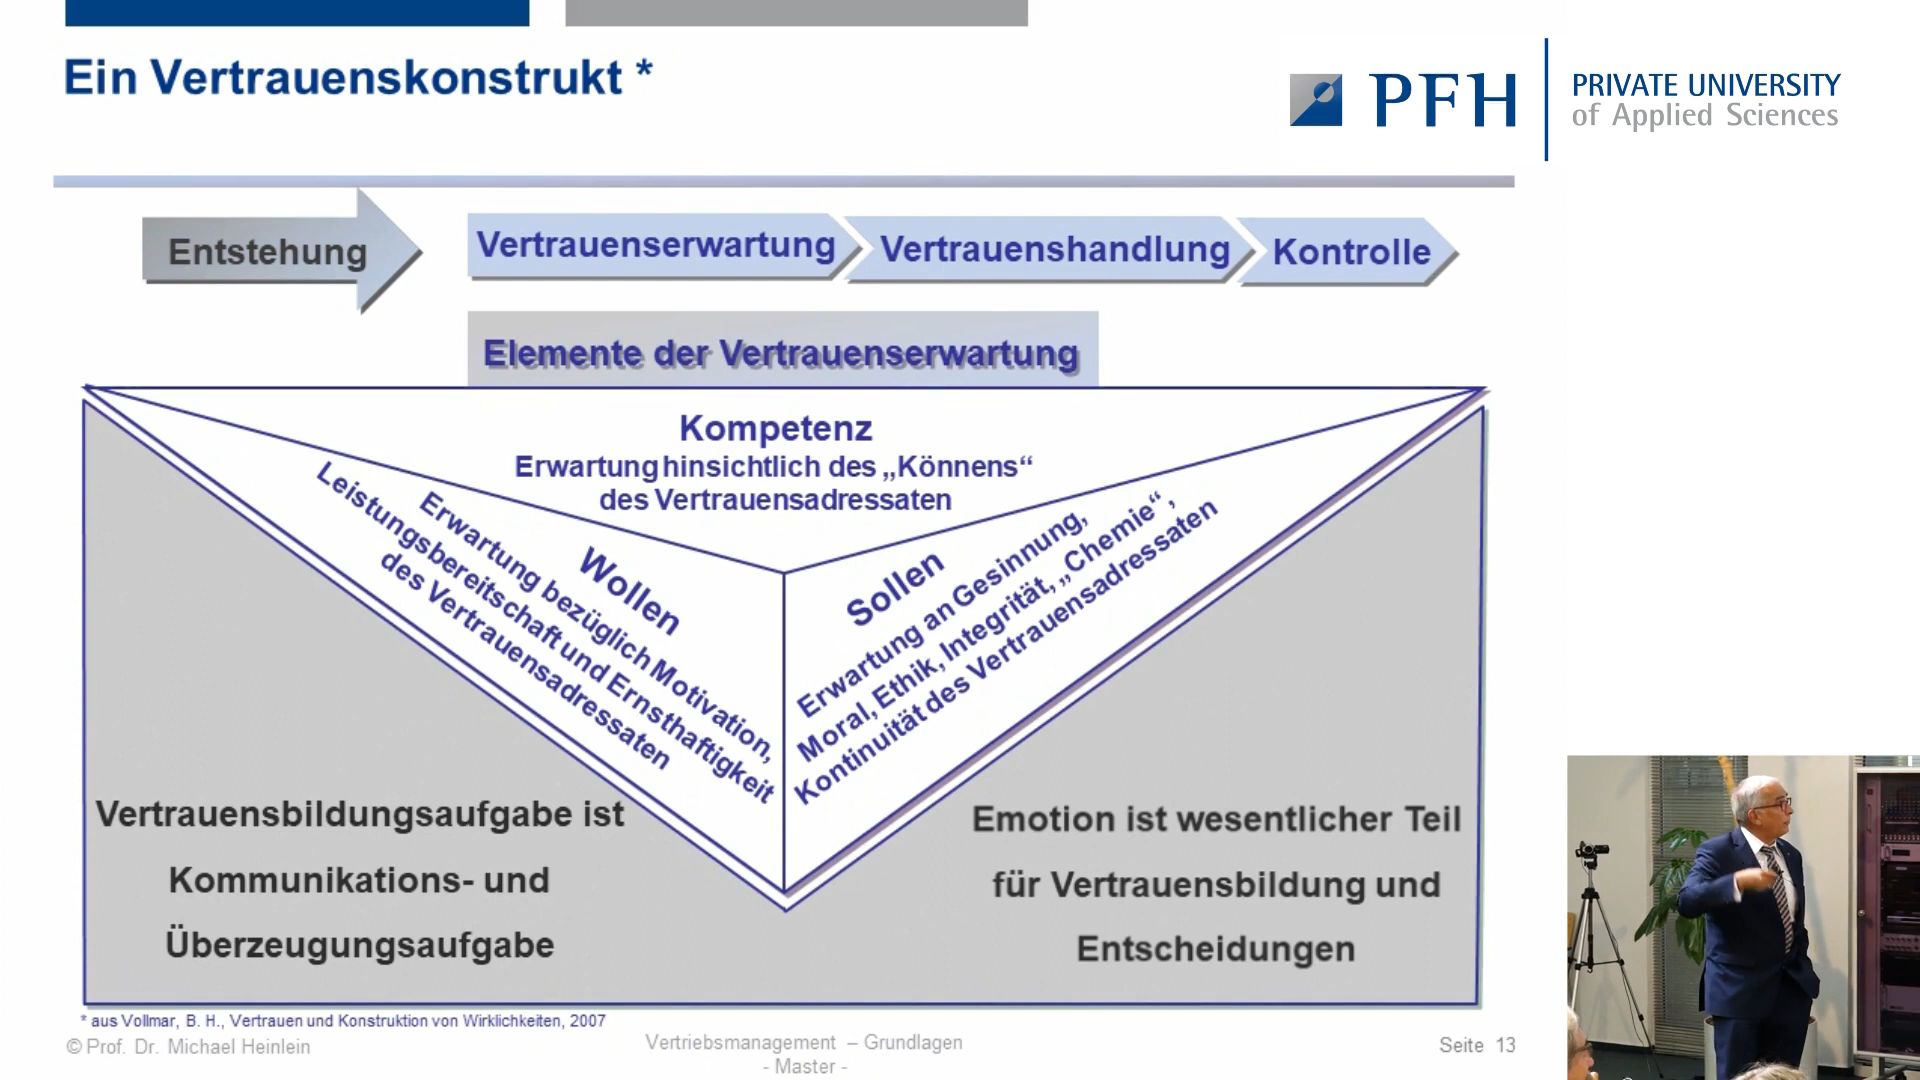 Ein Vertrauenskonstrukt *
PFH
PRIVATE UNIVERSITY
of Applied Sciences
Entstehung
Vertrauenserwartung
Vertrauenshandlung
Kontrolle
Elemente der Vertrauenserwartung
Kompetenz
Erwartung hinsichtlich des „Könnens“
des Vertrauensadressaten
Wollen
Erwartung bezüglich Motivation,
Leistungsbereitschaft und Ernsthaftigkeit
des Vertrauensadressaten
Sollen
Erwartung an Gesinnung,
Moral, Ethik, Integrität, „Chemie“,
Kontinuität des Vertrauensadressaten
Vertrauensbildungsaufgabe ist
Kommunikations- und
Überzeugungsaufgabe
Emotion ist wesentlicher Teil
für Vertrauensbildung und
Entscheidungen
* aus Vollmar, B. H., Vertrauen und Konstruktion von Wirklichkeiten, 2007
© Prof. Dr. Michael Heinlein
Vertriebsmanagement – Grundlagen
- Master -
Seite 13